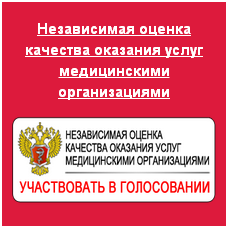 Независимая оценка
качества оказания услуг
медицинскими
организациями
НЕЗАВИСИМАЯ ОЦЕНКА
КАЧЕСТВА ОКАЗАНИЯ УСЛУГ
МЕДИЦИНСКИМИ ОРГАНИЗАЦИЯМИ
УЧАСТВОВАТЬ В ГОЛОСОВАНИИ